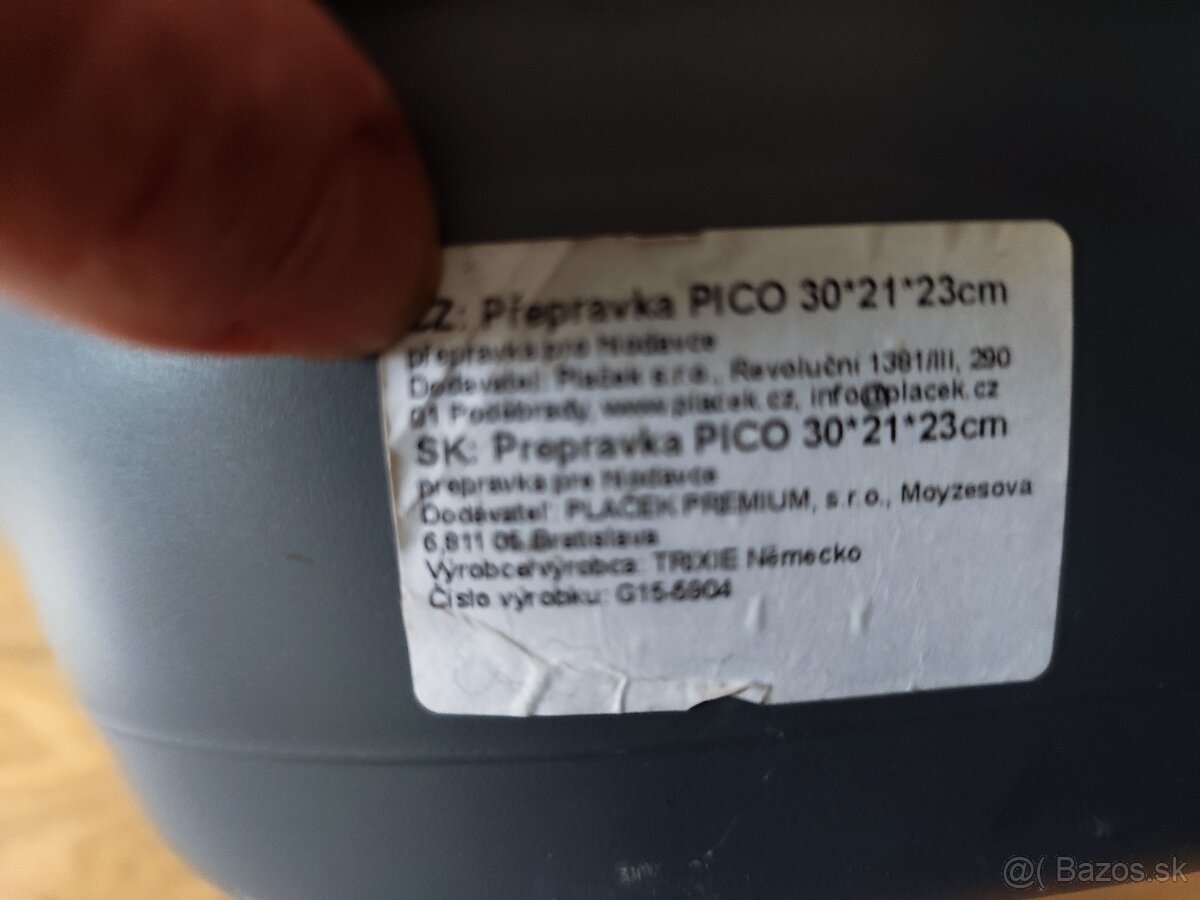 CZ: Přepravka PICO 30*21*23cm
přepravka pro hlodavce
Dodavatel: Plaček s.r.o., Revoluční 1381/III, 290
01 Poděbrady, www.placek.cz, info@placek.cz
SK: Prepravka PICO 30*21*23cm
prepravka pre hlodavce
Dodávateľ: PLAČEK PREMIUM, s.r.o., Moyzesova
6,811 05 Bratislava
Výrobce/výrobca: TRIXIE Německo
Číslo výrobku: G15-5904
@( Bazos.sk